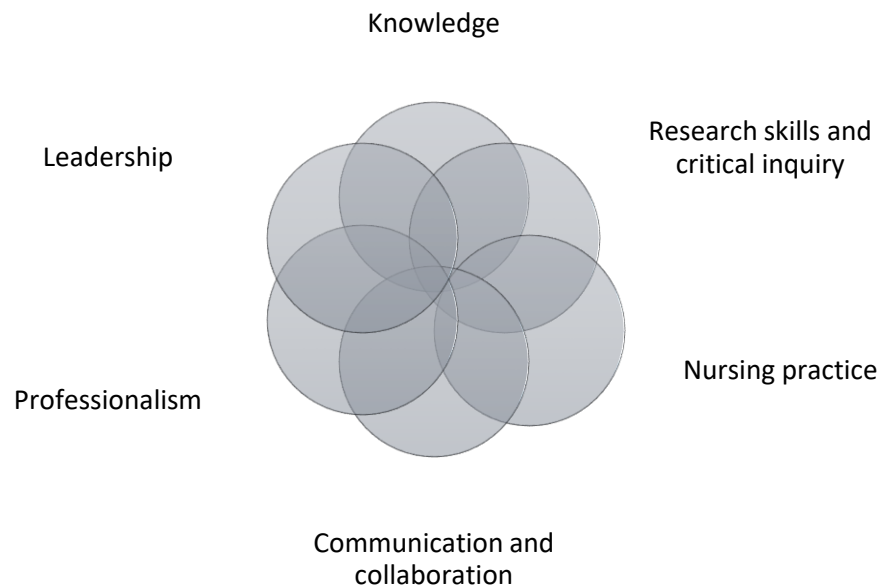 Knowledge
Leadership
Research skills and
critical inquiry
Nursing practice
Professionalism
Communication and
collaboration